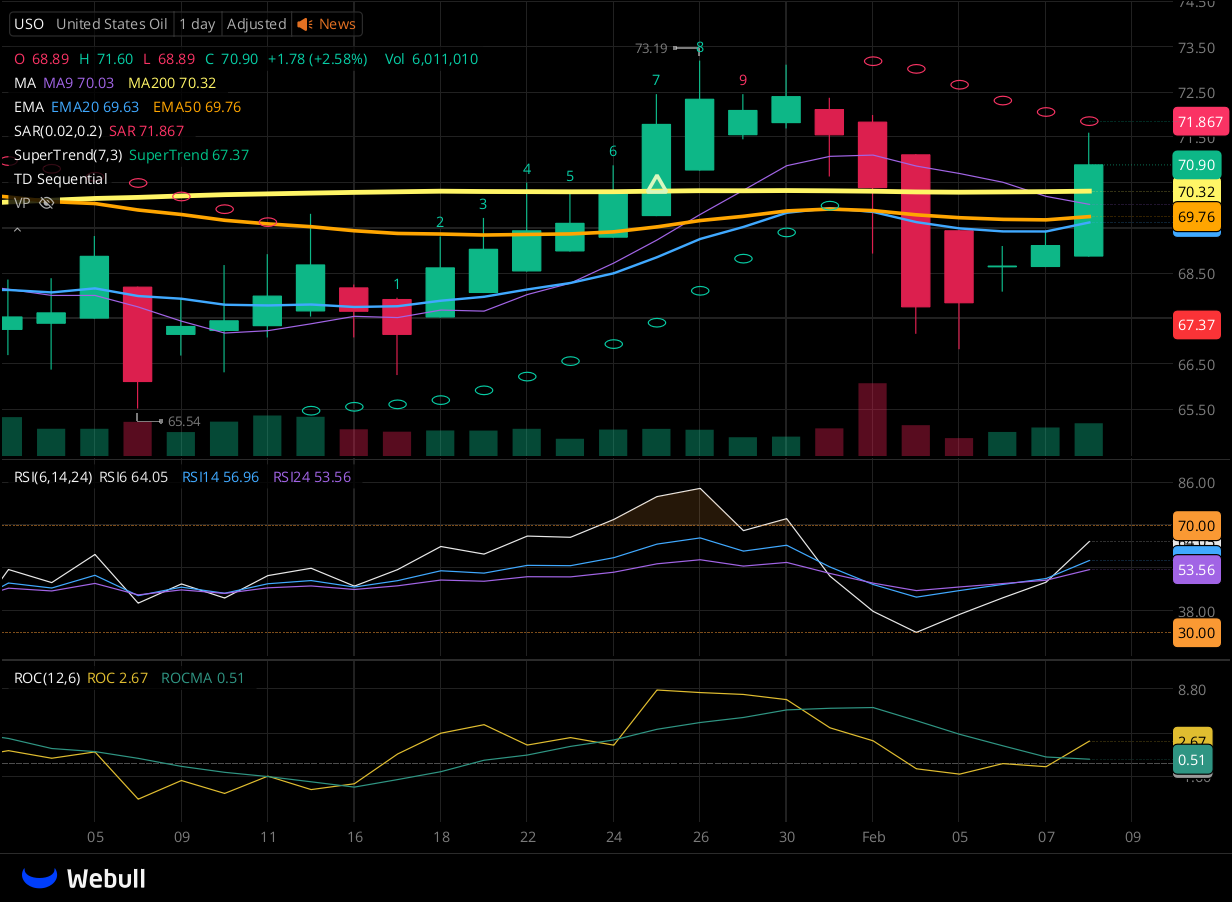 74.50
USO United States Oil 1 day Adjusted News
73.19 8 73.50
O 68.89 H 71.60 L 68.89 C 70.90 +1.78 (+2.58%) Vol 6,011,010
7 9
MA MA9 70.03 MA200 70.32 72.50
EMA EMA20 69.63 EMA50 69.76
71.867
SAR(0.02,0.2) SAR 71.867
71.50
SuperTrend(7,3) SuperTrend 67.37 6
4 5 70.90
TD Sequential
70.32
VP 2 3
69.76
68.50
1
67.37
66.50
65.50
65.54
RSI(6,14,24) RSI6 64.05 RSI14 56.96 RSI24 53.56
86.00
70.00
64.05
53.56
38.00
30.00
ROC(12,6) ROC 2.67 ROCMA 0.51
8.80
2.67
0.51
05 09 11 16 18 22 24 26 30 Feb 05 07 09
Webull